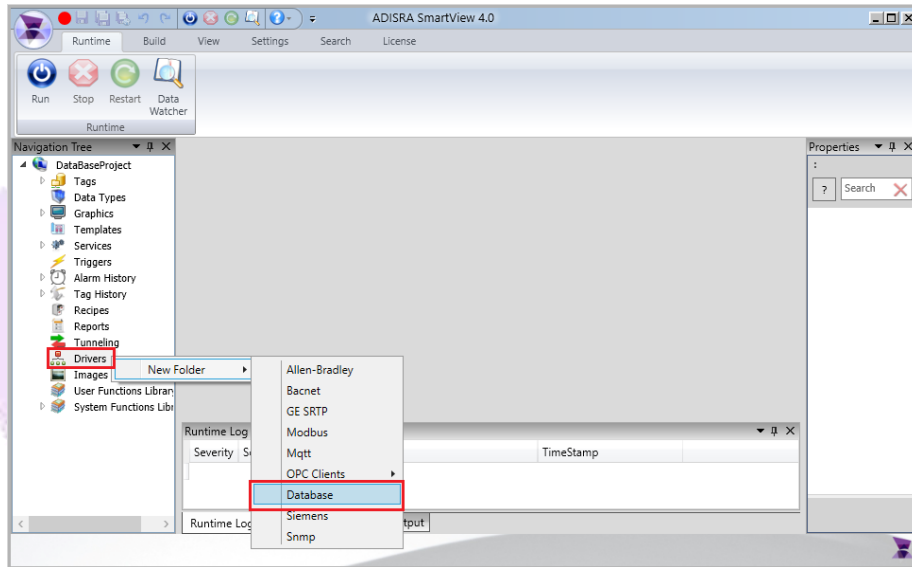 ADISRA SmartView 4.0
Runtime Build View Settings Search License
Run Stop Restart Data Watcher
Runtime
Navigation Tree
Properties
:
? Search
DataBaseProject
Tags
Data Types
Graphics
Templates
Services
Triggers
Alarm History
Tag History
Recipes
Reports
Tunneling
Drivers
Images
User Functions Library
System Functions Libr
New Folder
Allen-Bradley
Bacnet
GE SRTP
Modbus
Mqtt
OPC Clients
Database
Siemens
Snmp
Runtime Log
Severity TimeStamp
Runtime Log tput